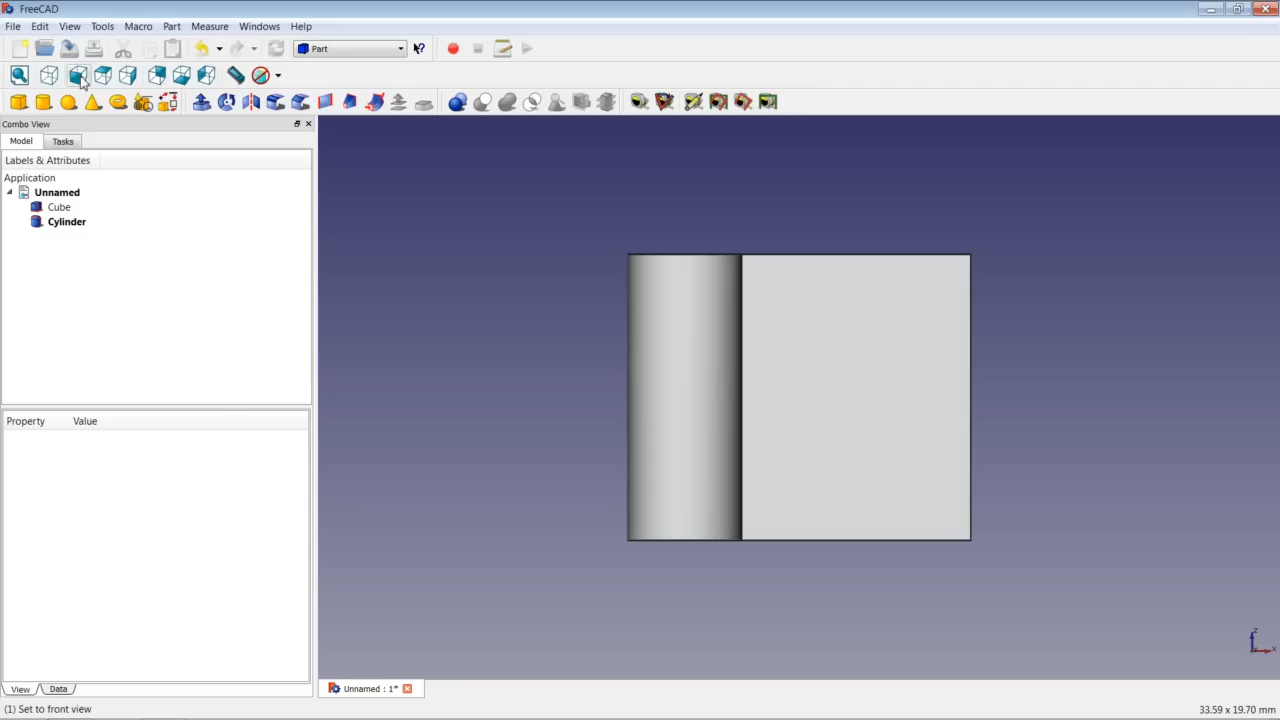 FreeCAD
File Edit View Tools Macro Part Measure Windows Help
Part
Combo View
Model Tasks
Labels & Attributes
Application
Unnamed
Cube
Cylinder
Property Value
View Data
Unnamed : 1*
z
x
(1) Set to front view
33.59 x 19.70 mm